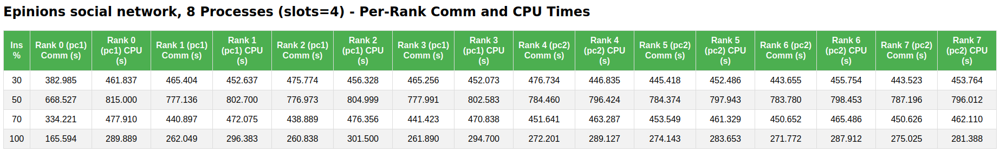 Epinions social network, 8 Processes (slots=4) - Per-Rank Comm and CPU Times
Ins % Rank 0 (pc1) Comm (s) Rank 0 (pc1) CPU (s) Rank 1 (pc1) Comm (s) Rank 1 (pc1) CPU (s) Rank 2 (pc1) Comm (s) Rank 2 (pc1) CPU (s) Rank 3 (pc1) Comm (s) Rank 3 (pc1) CPU (s) Rank 4 (pc2) Comm (s) Rank 4 (pc2) CPU (s) Rank 5 (pc2) Comm (s) Rank 5 (pc2) CPU (s) Rank 6 (pc2) Comm (s) Rank 6 (pc2) CPU (s) Rank 7 (pc2) Comm (s) Rank 7 (pc2) CPU (s)
30 382.985 461.837 465.404 452.637 475.774 456.328 465.256 452.073 476.734 446.835 445.418 452.486 443.655 455.754 443.523 453.764
50 668.527 815.000 777.136 802.700 776.973 804.999 777.991 802.583 784.460 796.424 784.374 797.943 783.780 798.453 787.196 796.012
70 334.221 477.910 440.897 472.075 438.889 476.356 441.423 470.838 451.641 463.287 453.549 461.329 450.652 465.486 450.626 462.110
100 165.594 289.889 262.049 296.383 260.838 301.500 261.890 294.700 272.201 289.127 274.143 283.653 271.772 287.912 275.025 281.388